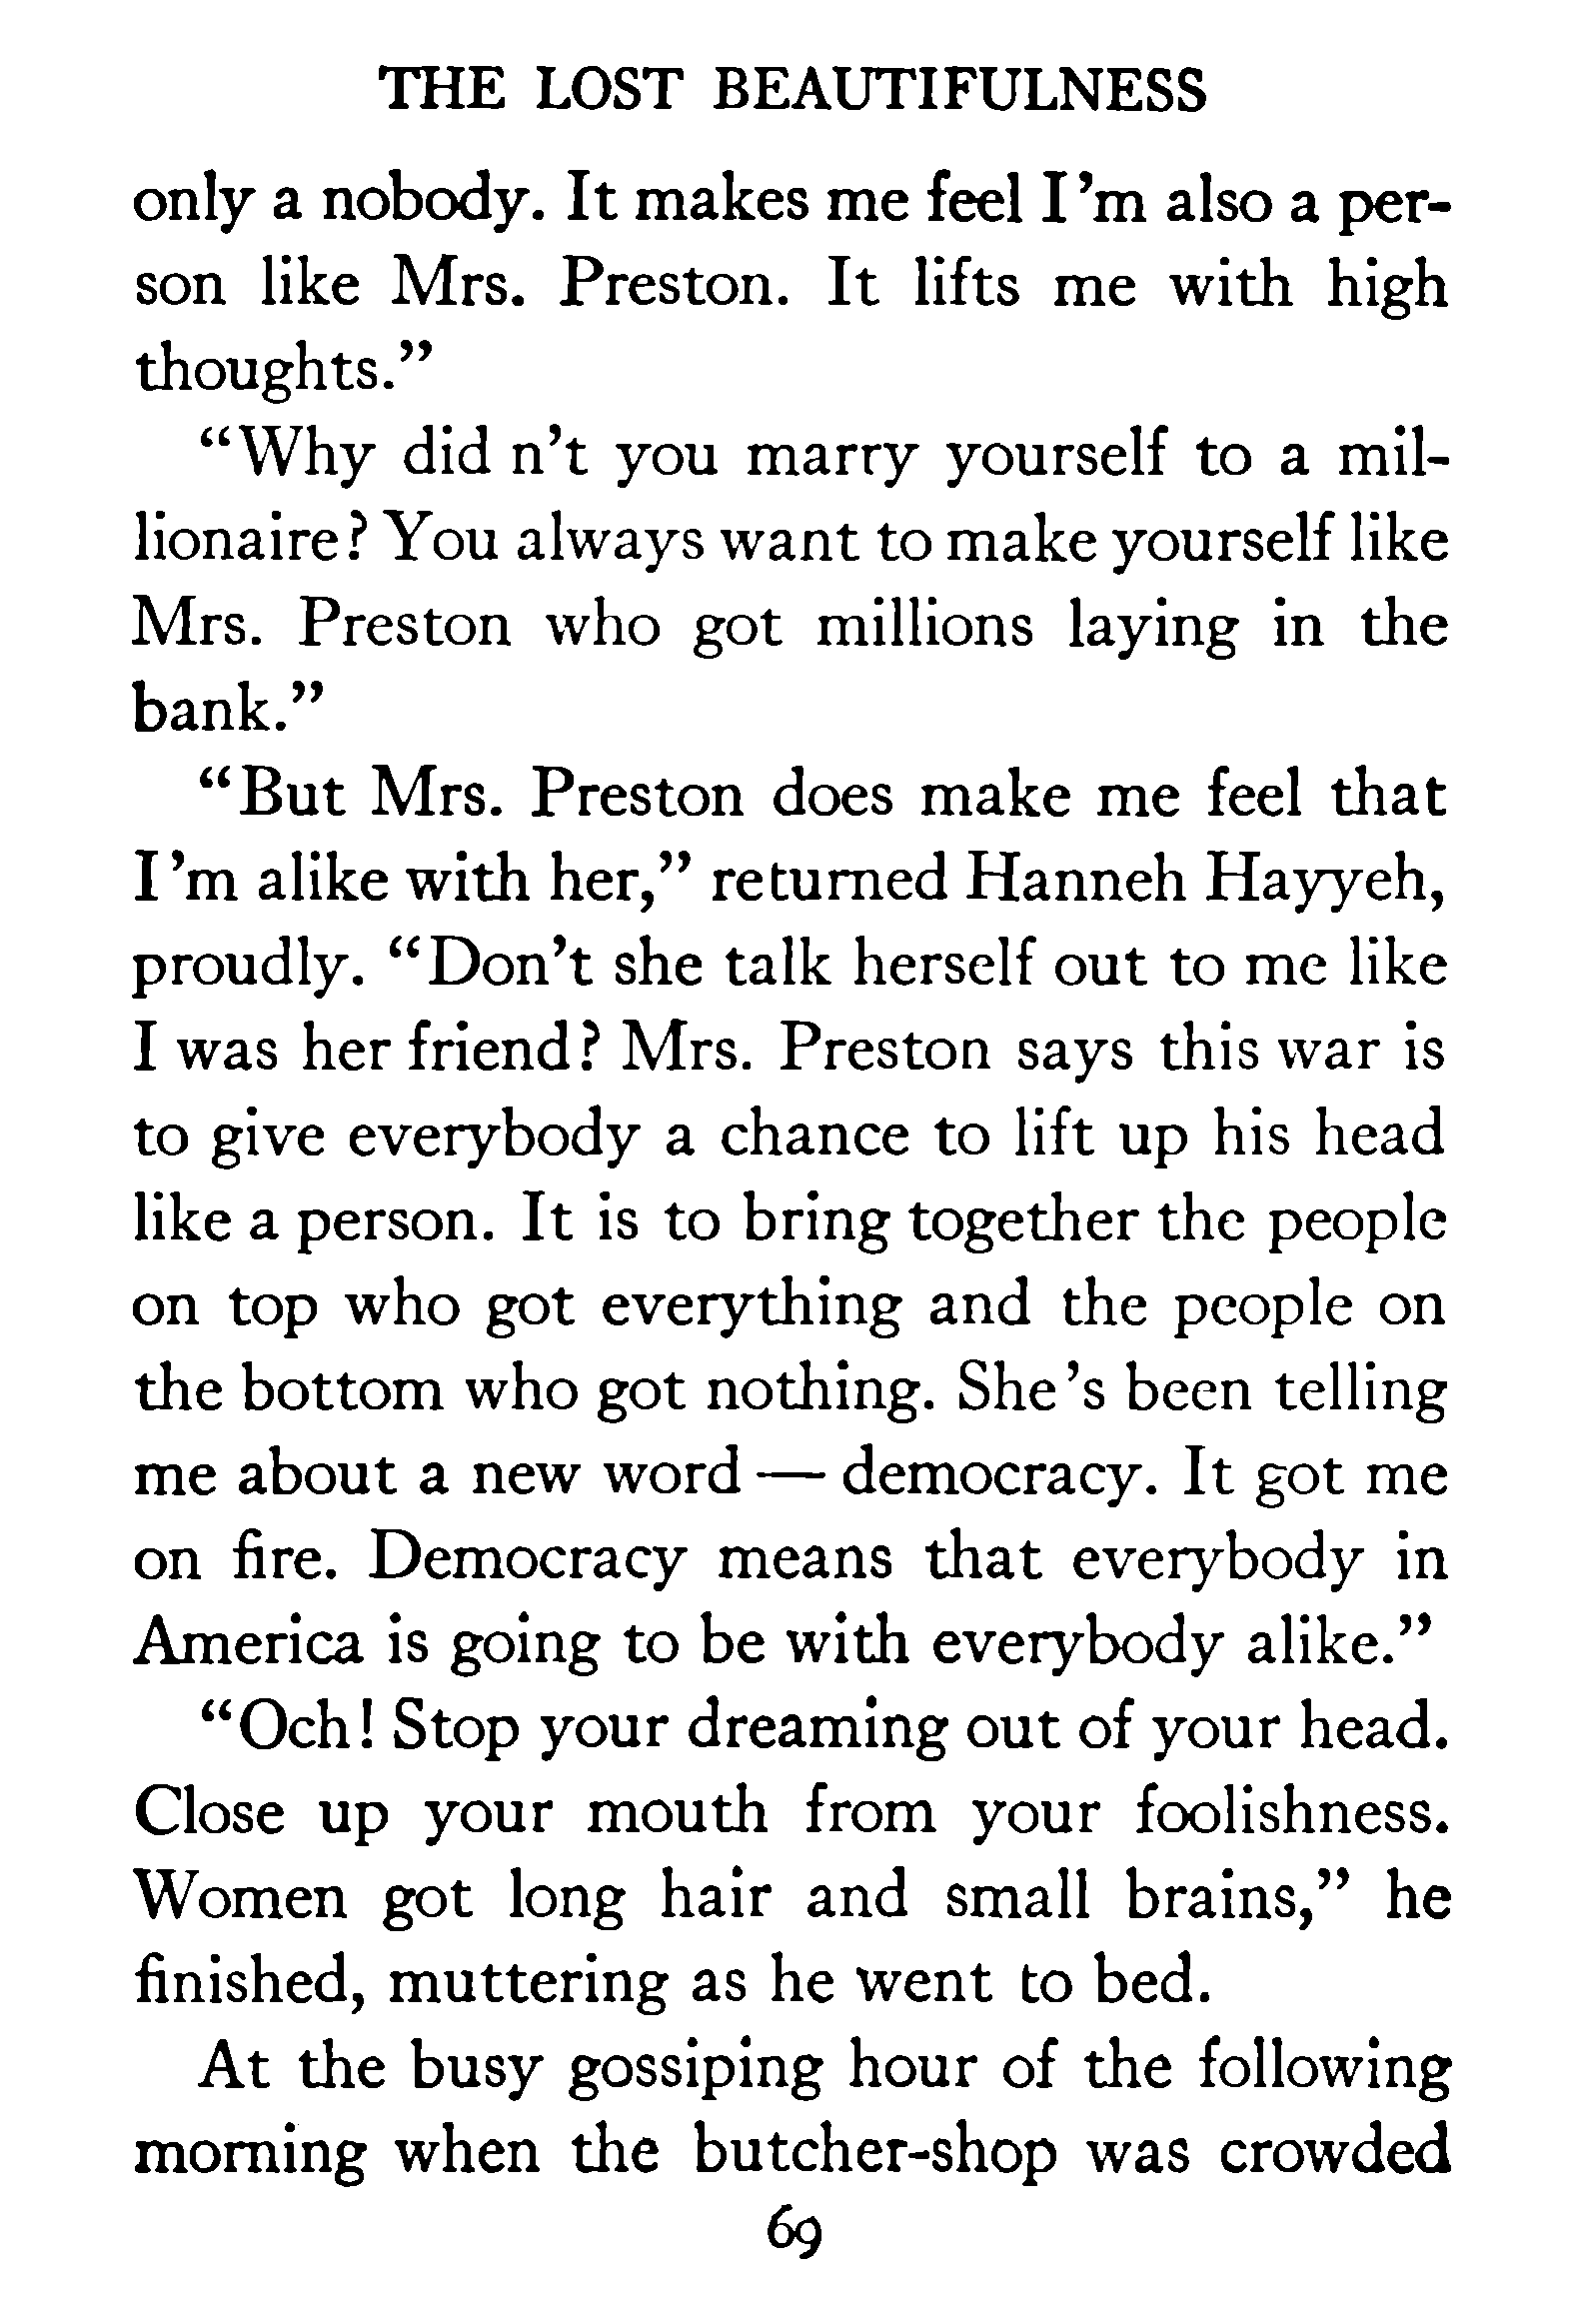 THE LOST BEAUTIFULNESS
only a nobody. It makes me feel I'm also a per-
son like Mrs. Preston. It lifts me with high
thoughts."
"Why did n't you marry yourself to a mil-
lionaire? You always want to make yourself like
Mrs. Preston who got millions laying in the
bank."
"But Mrs. Preston does make me feel that
I'm alike with her," returned Hanneh Hayyeh,
proudly. "Don't she talk herself out to me like
I was her friend? Mrs. Preston says this war is
to give everybody a chance to lift up his head
like a person. It is to bring together the people
on top who got everything and the people on
the bottom who got nothing. She's been telling
me about a new word — democracy. It got me
on fire. Democracy means that everybody in
America is going to be with everybody alike."
"Och! Stop your dreaming out of your head.
Close up your mouth from your foolishness.
Women got long hair and small brains," he
finished, muttering as he went to bed.
At the busy gossiping hour of the following
morning when the butcher-shop was crowded
69